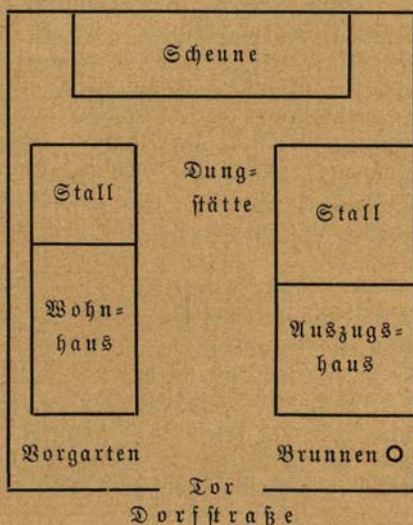 Scheune
Dung=
stätte
Stall
Stall
Wohn=
haus
Auszugs=
haus
Vorgarten
Brunnen
Tor
Dorfstraße